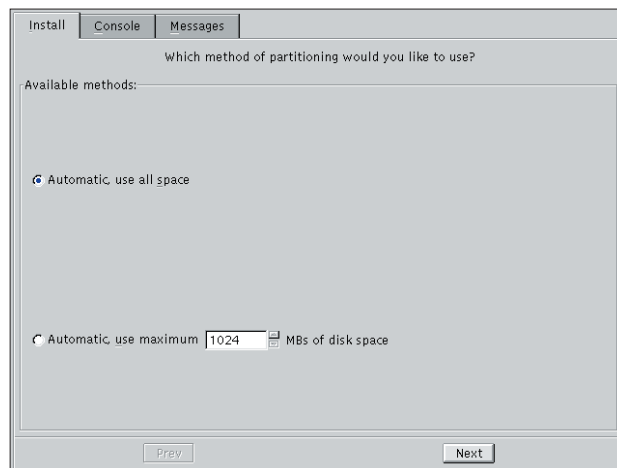 Install Console Messages
Which method of partitioning would you like to use?
Available methods:
Automatic, use all space
Automatic, use maximum 1024 MBs of disk space
Prev Next